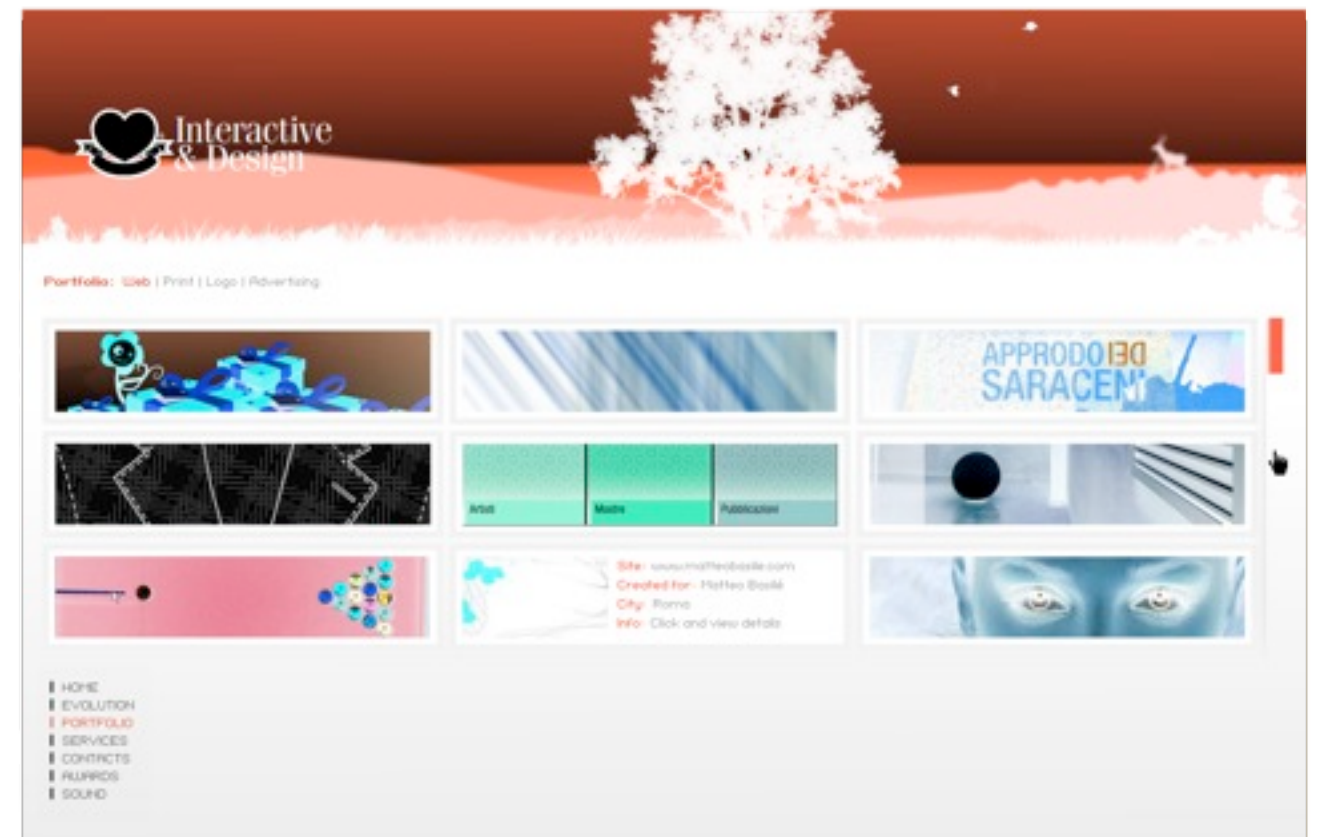 Interactive
& Design
Portfolio: Web | Print | Logo | Advertising
APPRODO DEI
SARACENI
Artisti
Mostre
Pubblicazioni
Site: www.matteobasile.com
Created for: Matteo Basilé
City: Roma
Info: Click and view details
HOME
EVOLUTION
PORTFOLIO
SERVICES
CONTACTS
AWARDS
SOUND